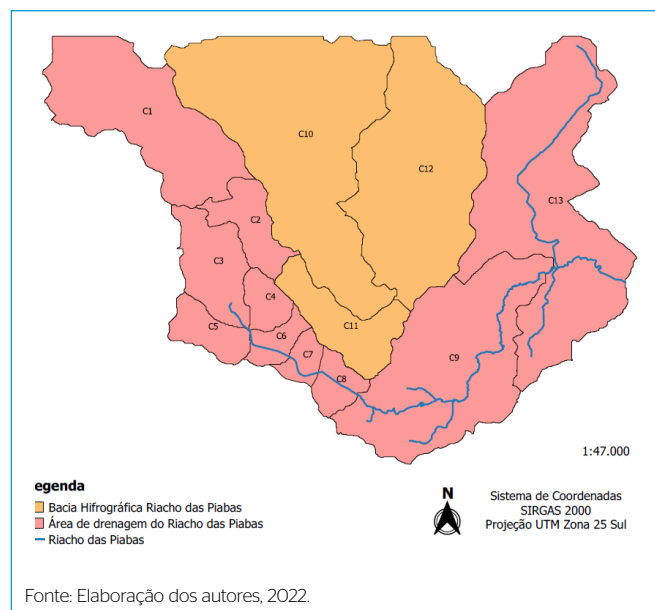 C1
C10
C12
C13
C2
C3
C4
C11
C5
C6
C7
C8
C9
1:47.000
egenda
Bacia Hifrográfica Riacho das Piabas
Área de drenagem do Riacho das Piabas
Riacho das Piabas
N
Sistema de Coordenadas
SIRGAS 2000
Projeção UTM Zona 25 Sul
Fonte: Elaboração dos autores, 2022.